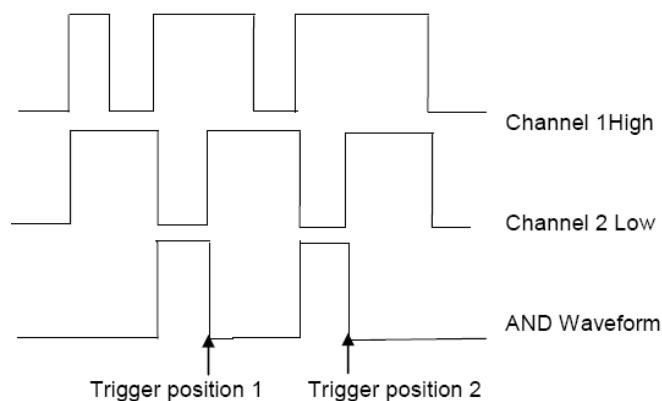 Channel 1High
Channel 2 Low
AND Waveform
Trigger position 1
Trigger position 2